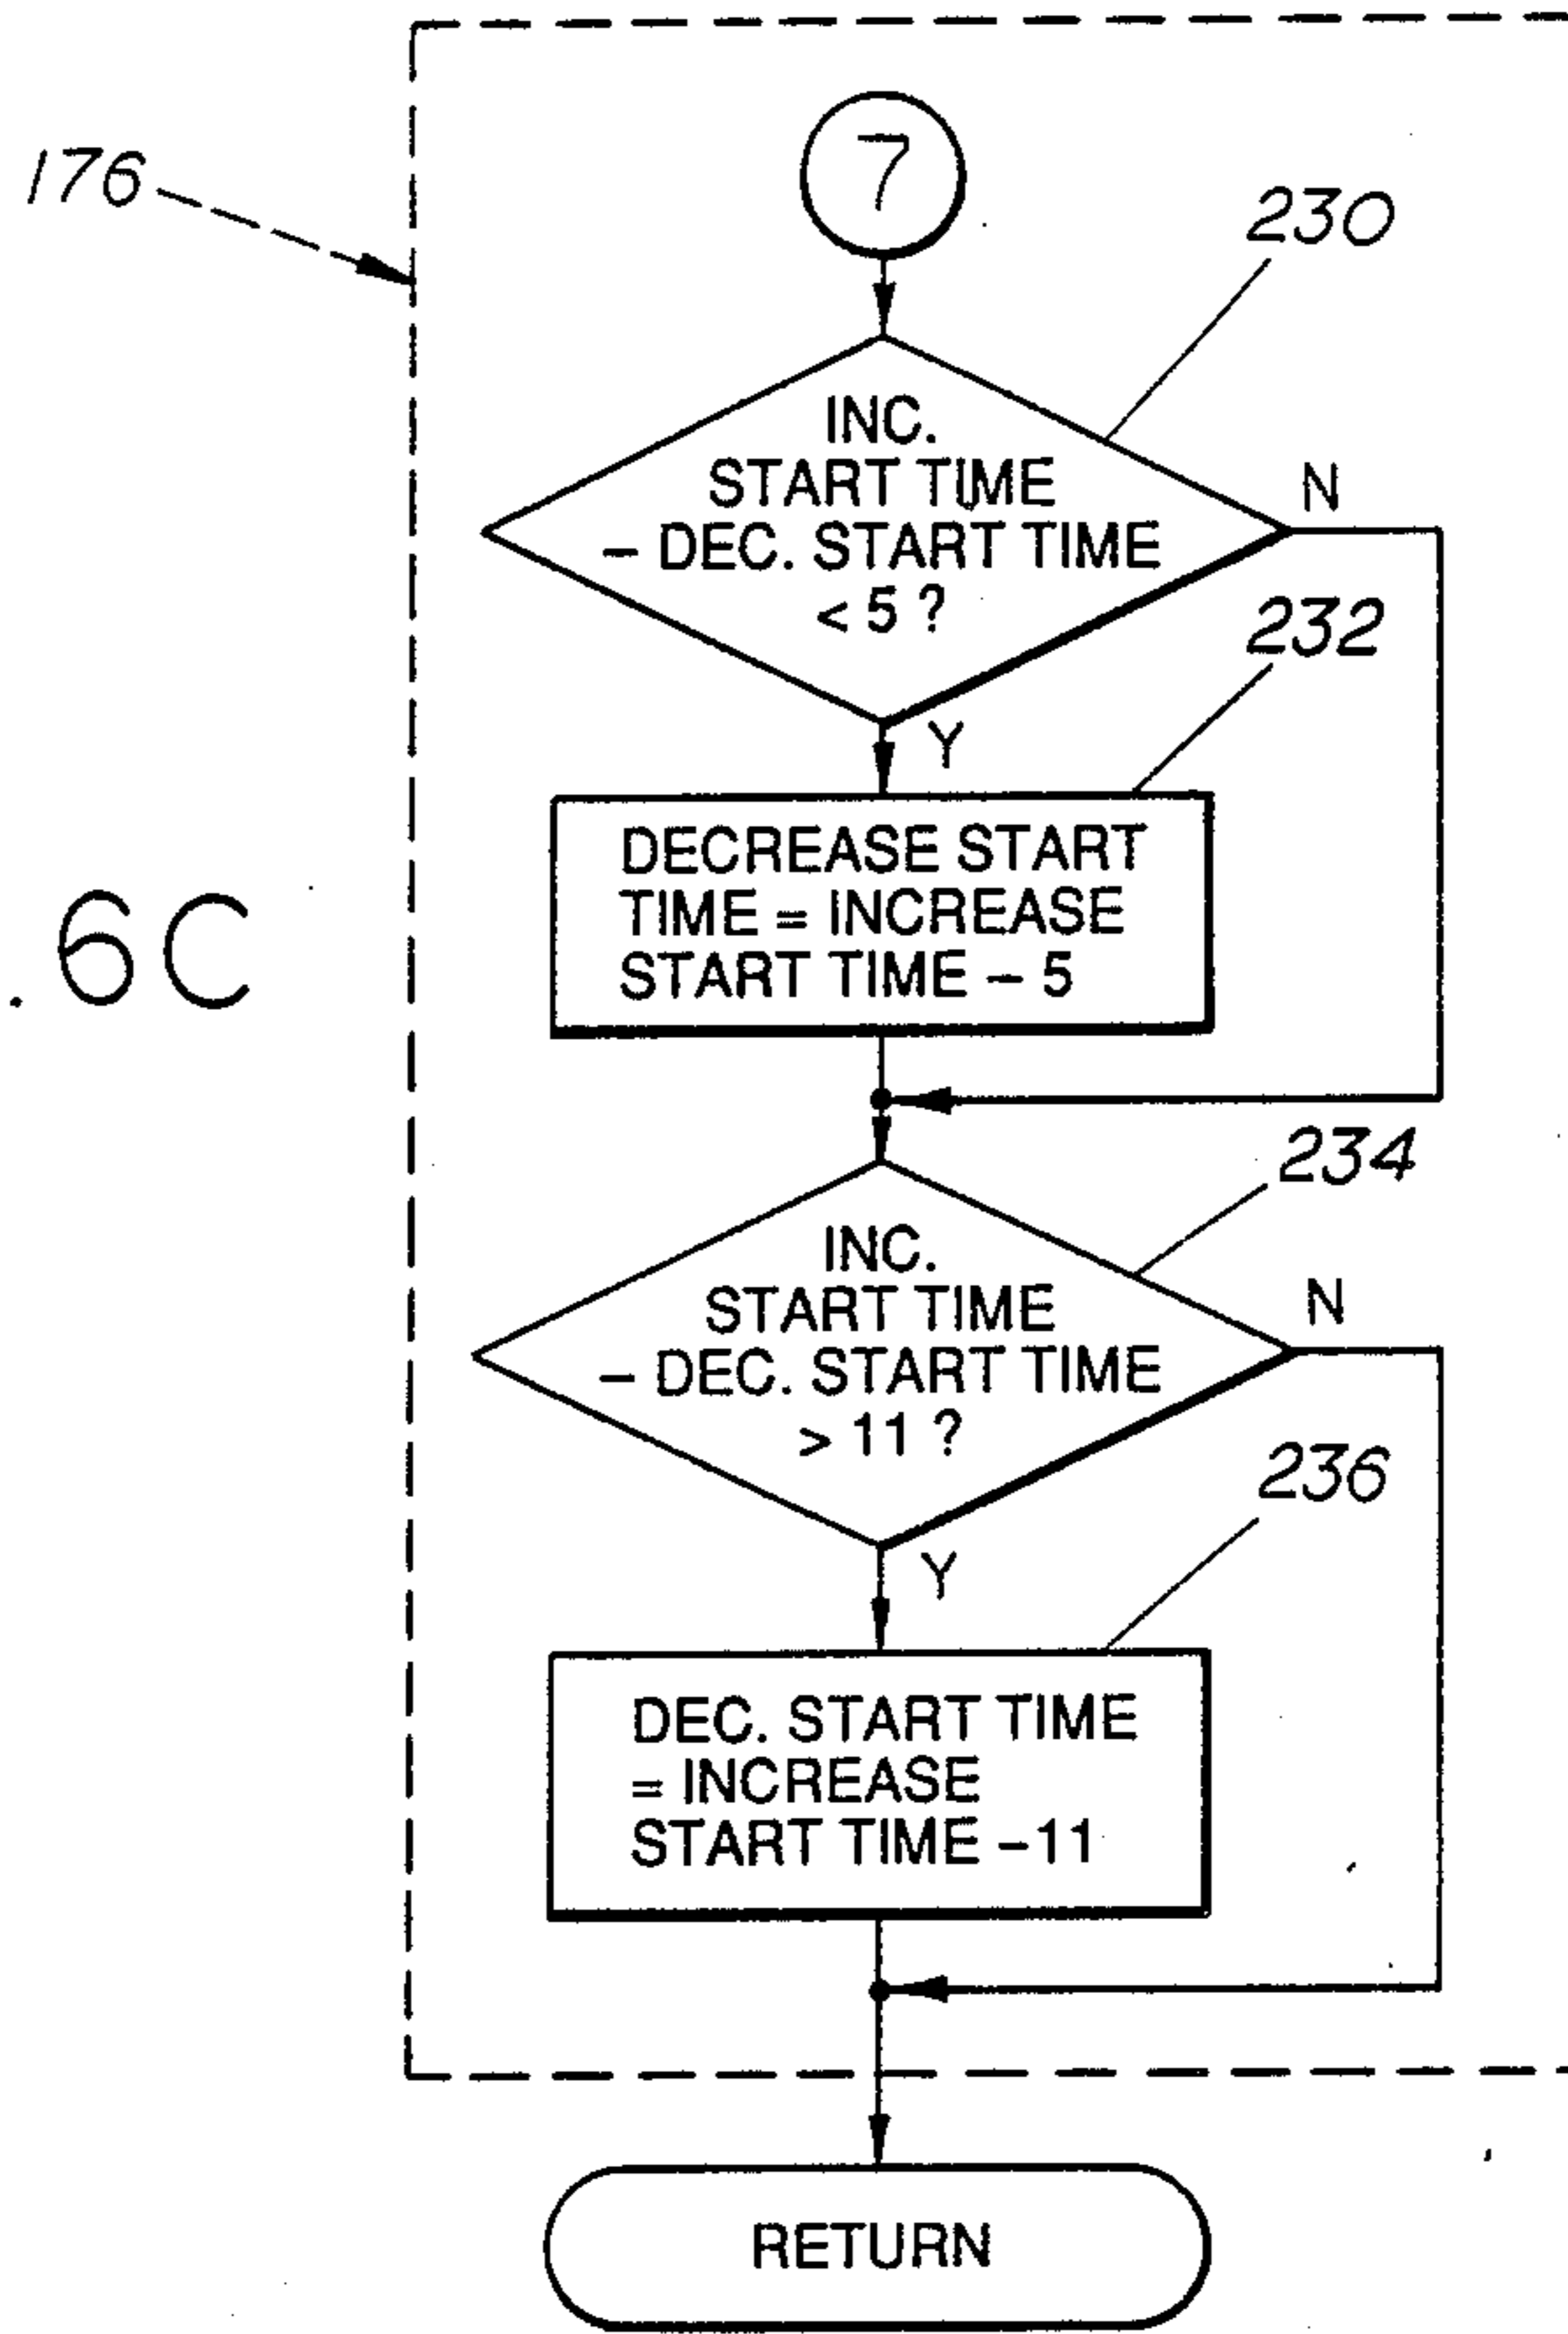 7
176
230
INC.
START TIME
– DEC. START TIME
< 5 ?
N
232
Y
DECREASE START
TIME = INCREASE
START TIME – 5
. 6C
234
INC.
START TIME
– DEC. START TIME
> 11 ?
N
236
Y
DEC. START TIME
= INCREASE
START TIME –11
RETURN